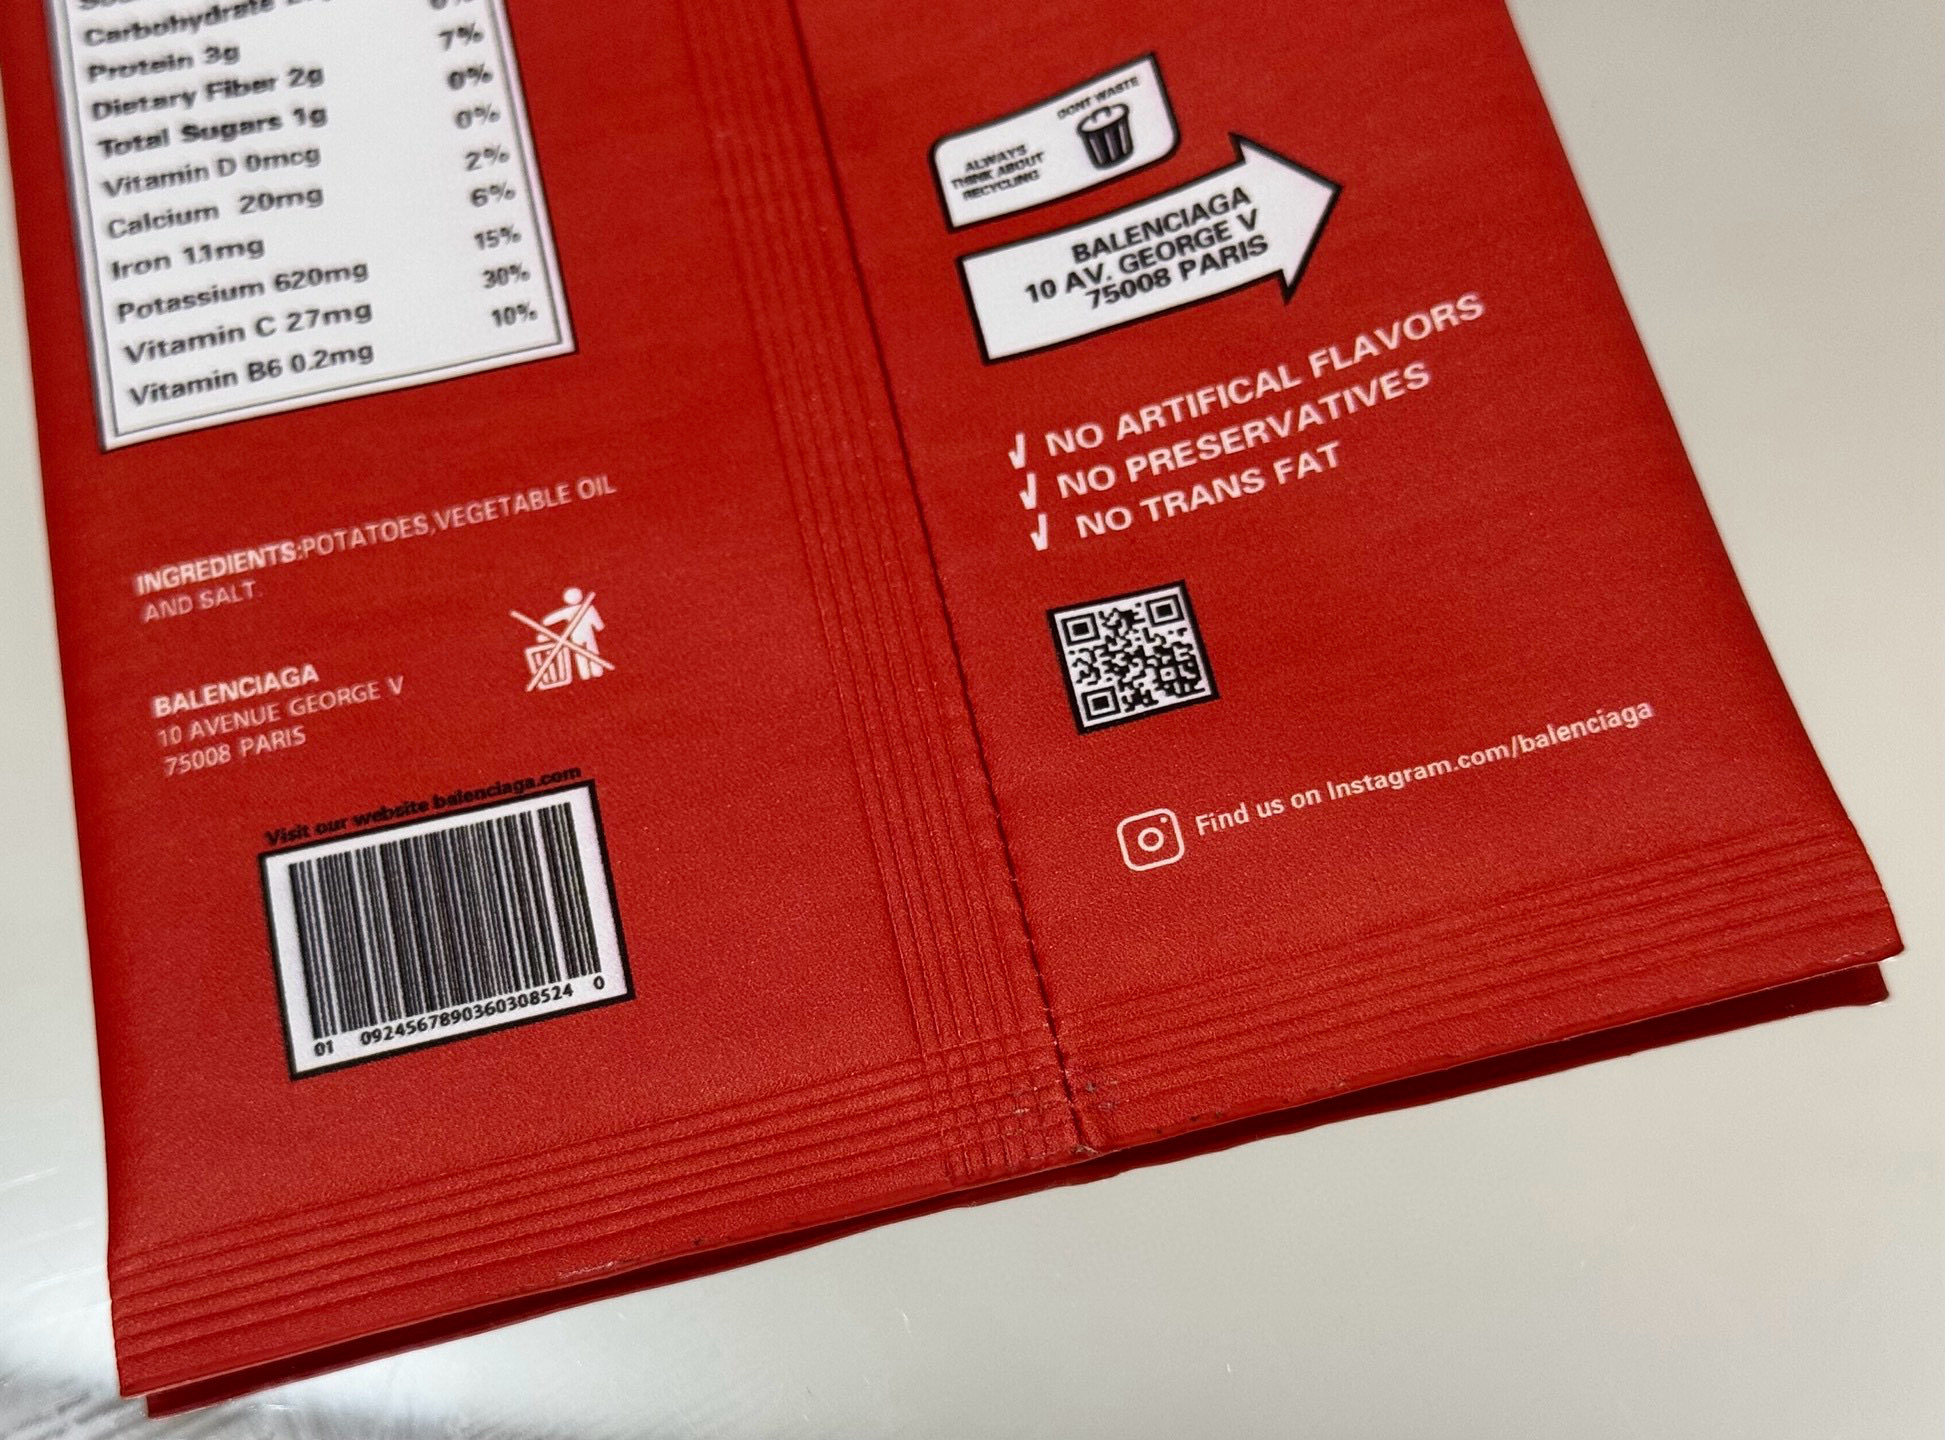 Carbohydrate
Protein 3g 7%
Dietary Fiber 2g 0%
Total Sugars 1g 0%
Vitamin D 0mcg 2%
Calcium 20mg 6%
Iron 1.1mg 15%
Potassium 620mg 30%
Vitamin C 27mg 10%
Vitamin B6 0.2mg
INGREDIENTS:POTATOES,VEGETABLE OIL
AND SALT.
BALENCIAGA
10 AVENUE GEORGE V
75008 PARIS
Visit our website balenciaga.com
01 0924567890360308524 0
ALWAYS
THINK ABOUT
RECYCLING
DONT WASTE
BALENCIAGA
10 AV. GEORGE V
75008 PARIS
NO ARTIFICAL FLAVORS
NO PRESERVATIVES
NO TRANS FAT
Find us on Instagram.com/balenciaga